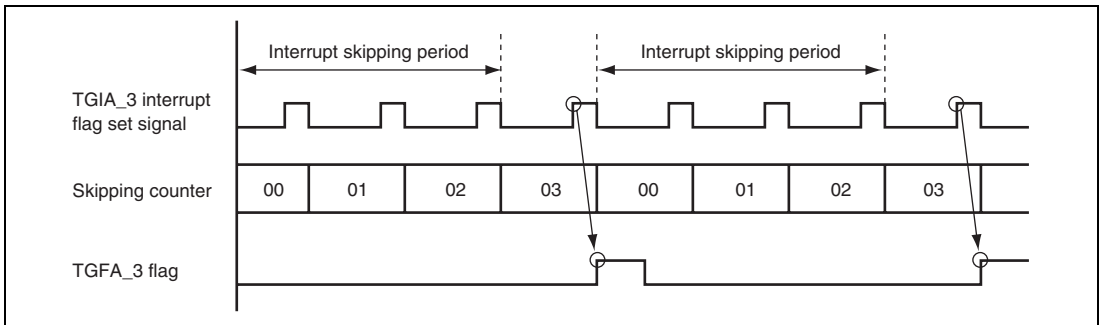 Interrupt skipping period Interrupt skipping period
TGIA_3 interrupt
flag set signal
Skipping counter 00 01 02 03 00 01 02 03
TGFA_3 flag